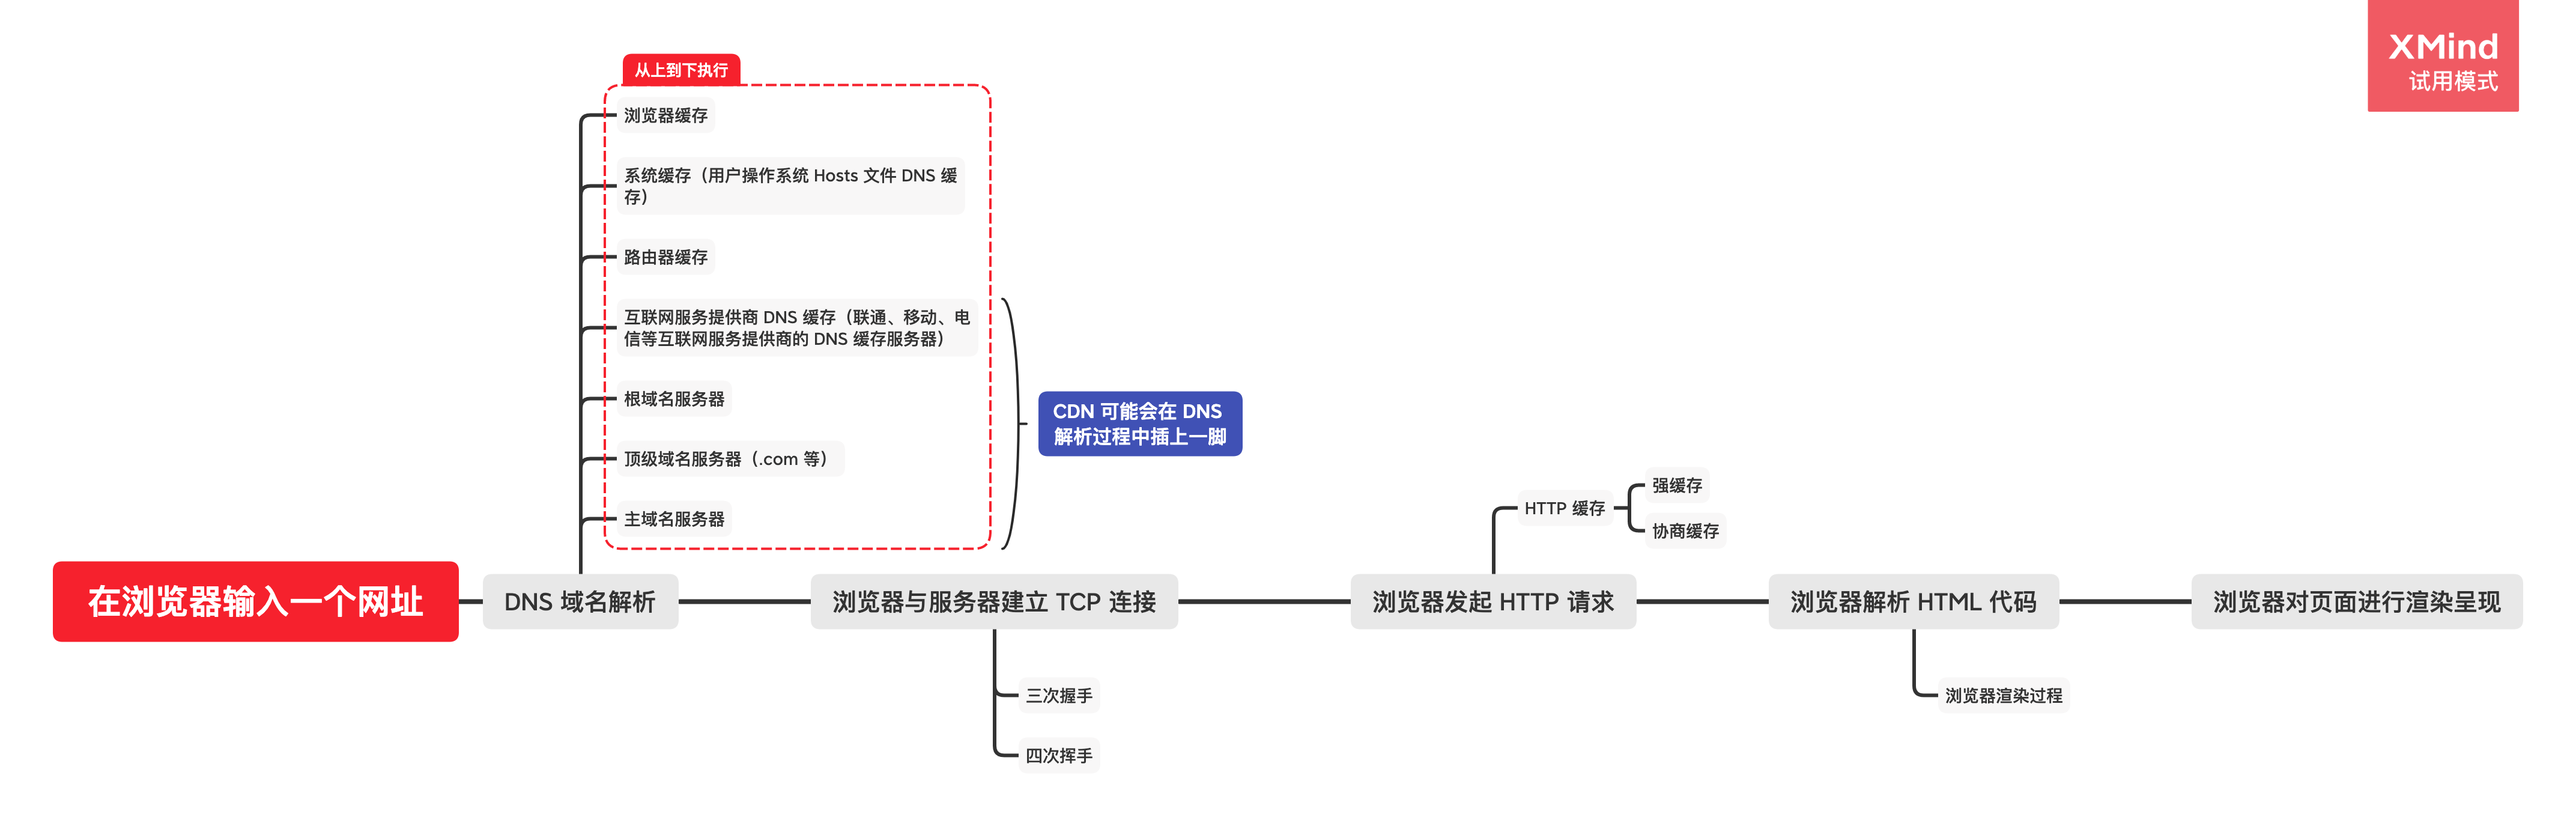 XMind
试用模式
从上到下执行
浏览器缓存
系统缓存（用户操作系统 Hosts 文件 DNS 缓
存）
路由器缓存
互联网服务提供商 DNS 缓存（联通、移动、电
信等互联网服务提供商的 DNS 缓存服务器）
根域名服务器
顶级域名服务器（.com 等）
主域名服务器
CDN 可能会在 DNS
解析过程中插上一脚
HTTP 缓存
强缓存
协商缓存
在浏览器输入一个网址
DNS 域名解析
浏览器与服务器建立 TCP 连接
浏览器发起 HTTP 请求
浏览器解析 HTML 代码
浏览器对页面进行渲染呈现
三次握手
四次挥手
浏览器渲染过程